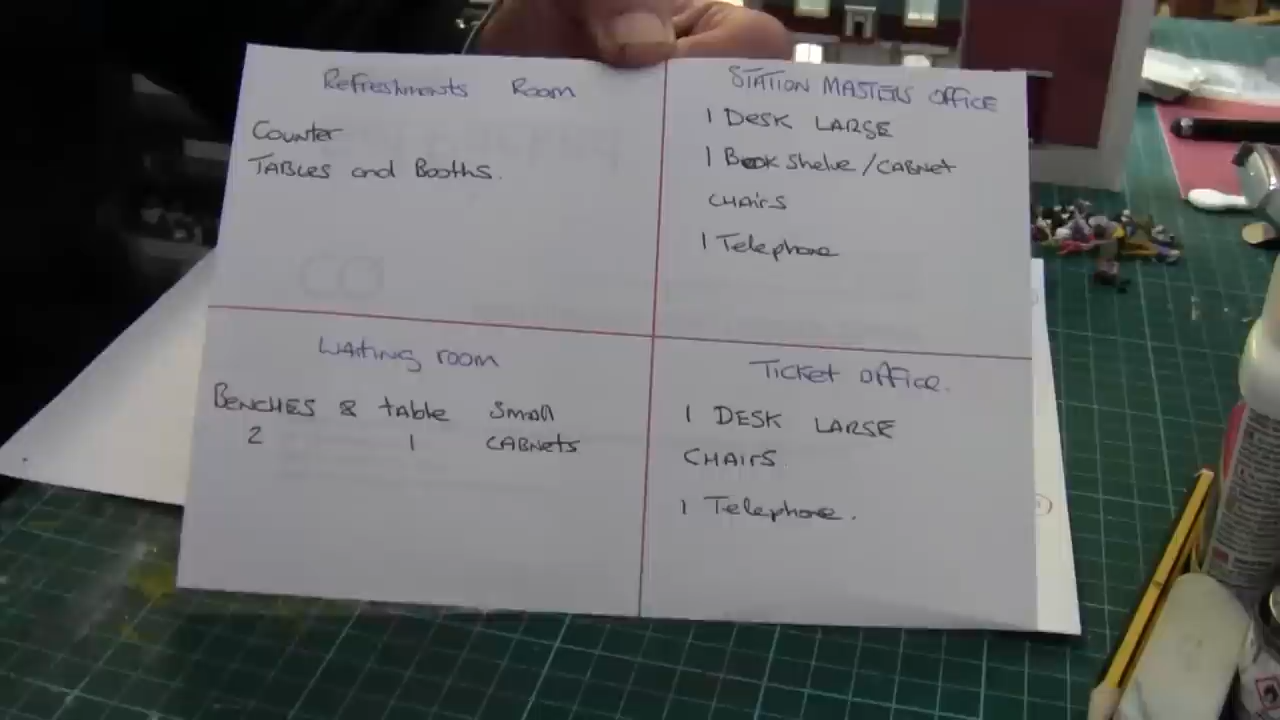 Refreshments Room
Counter
TABLES and Booths.
STATION MASTERS OFFICE
1 DESK LARGE
1 Book Shelve / CABNET
CHAIRS
1 Telephone
Waiting room
BENCHES & table Small
2 1 CABNETS
TICKET OFFICE.
1 DESK LARGE
CHAIRS.
1 Telephone.